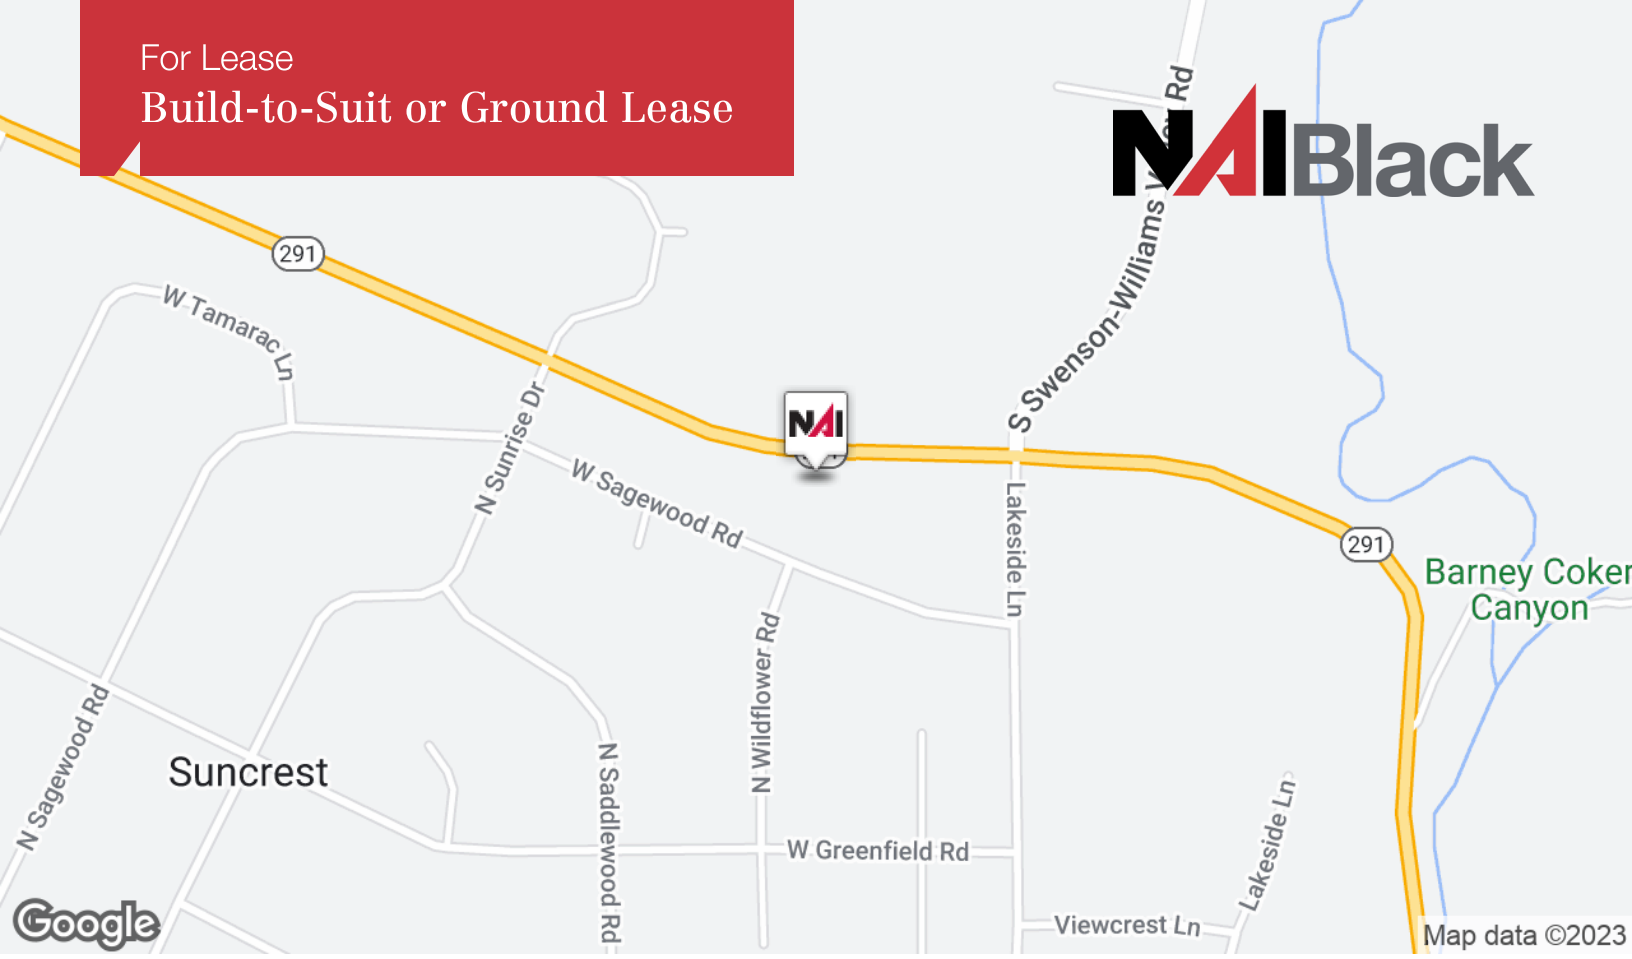 For Lease
Build-to-Suit or Ground Lease
NAIBlack
S Swenson-Williams Rd
291
W Tamarac Ln
N Sunrise Dr
NAI
W Sagewood Rd
Lakeside Ln
291
Barney Coker
Canyon
N Wildflower Rd
N Sagewood Rd
Suncrest
N Saddlewood Rd
W Greenfield Rd
Lakeside Ln
Viewcrest Ln
Google
Map data ©2023